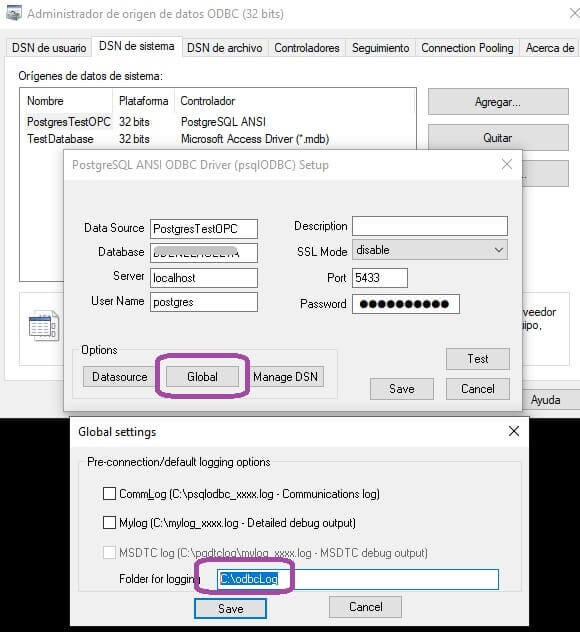 Administrador de origen de datos ODBC (32 bits)
DSN de usuario DSN de sistema DSN de archivo Controladores Seguimiento Connection Pooling Acerca de
Orígenes de datos de sistema:
Nombre Plataforma Controlador
PostgresTestOPC 32 bits PostgreSQL ANSI
TestDatabase 32 bits Microsoft Access Driver (*.mdb)
Agregar...
Quitar
...
PostgreSQL ANSI ODBC Driver (psqlODBC) Setup
Data Source PostgresTestOPC
Description
Database
SSL Mode disable
Server localhost
Port 5433
User Name postgres
Password ●●●●●●●●●●
Options
Datasource Global Manage DSN
Test
Save Cancel
Ayuda
Global settings
Pre-connection/default logging options
CommLog (C:\psqlodbc_xxxx.log - Communications log)
Mylog (C:\mylog_xxxx.log - Detailed debug output)
MSDTC log (C:\pgdtclog\mylog_xxxx.log - MSDTC debug output)
Folder for logging C:\odbcLog
Save Cancel